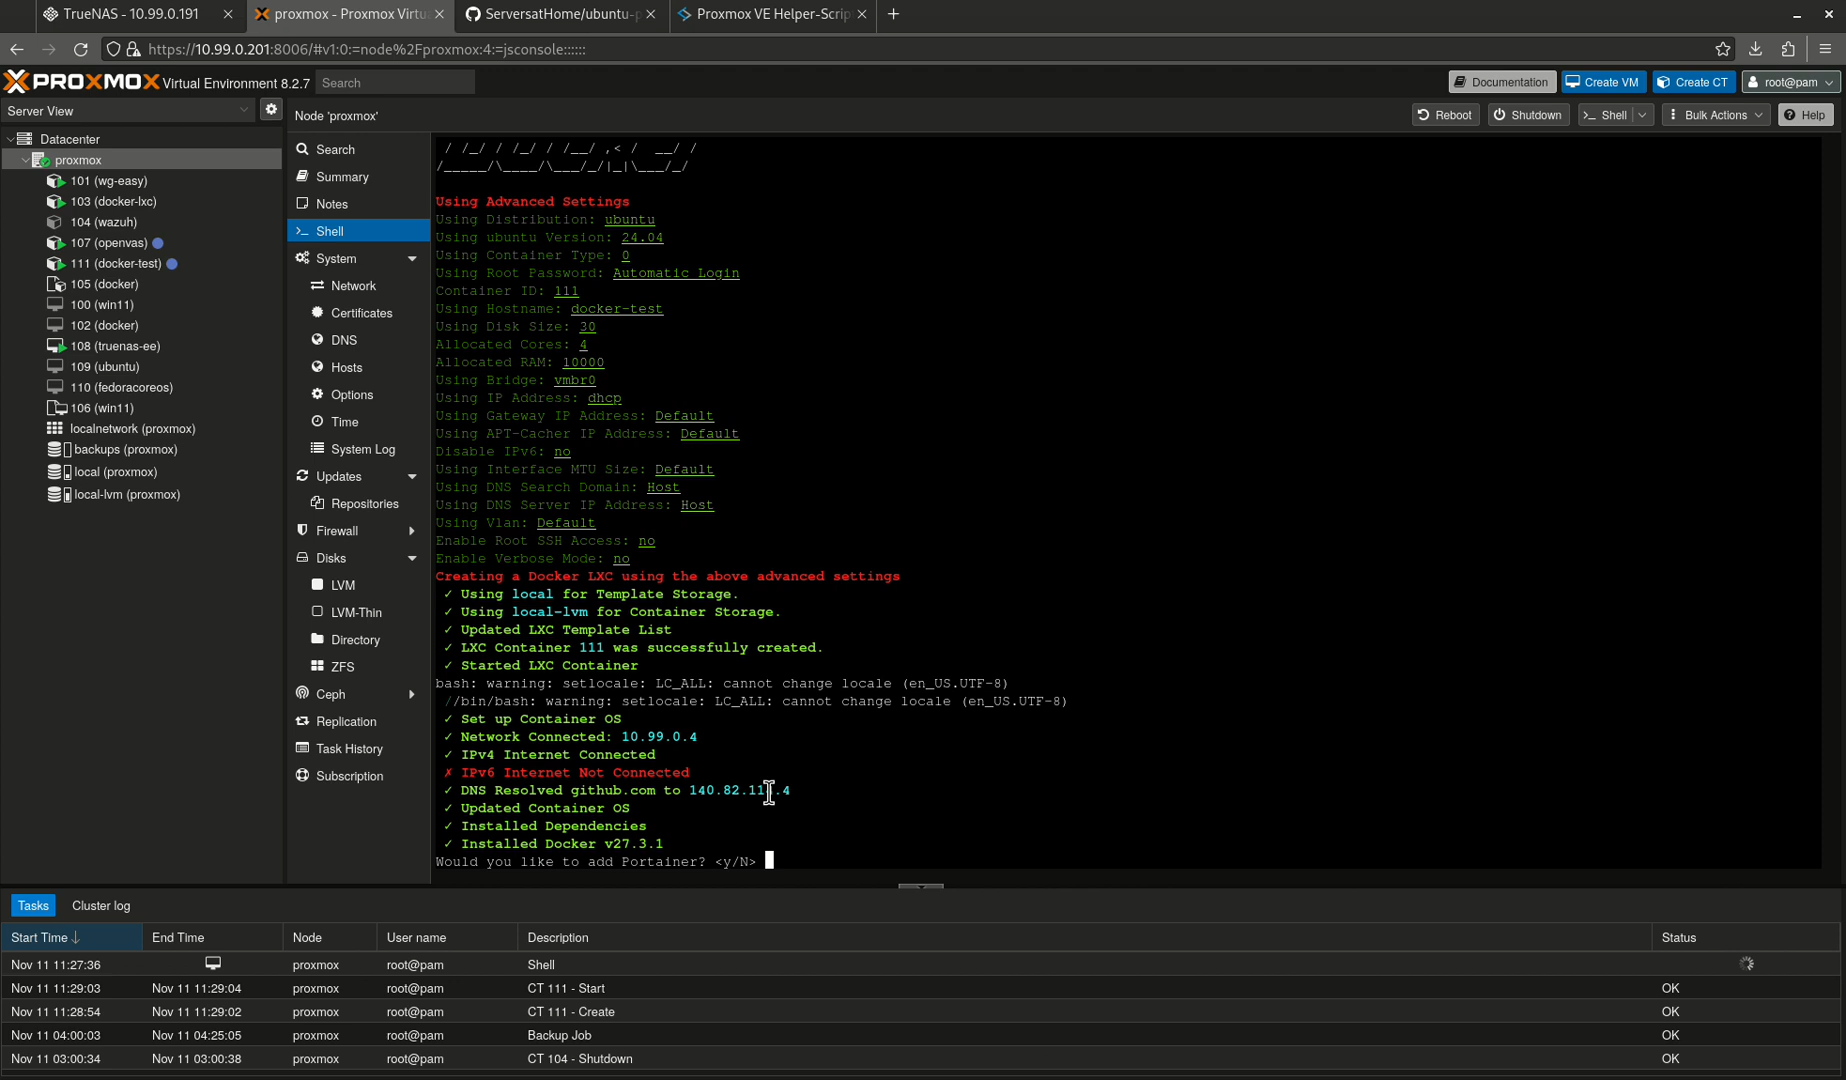 TrueNAS - 10.99.0.191
proxmox - Proxmox Virtu
ServersatHome/ubuntu-p
Proxmox VE Helper-Scrip
https://10.99.0.201:8006/#v1:0:=node%2Fproxmox:4:=jsconsole::::::
PROXMOX Virtual Environment 8.2.7
Search
Documentation
Create VM
Create CT
root@pam
Server View
Node 'proxmox'
Reboot
Shutdown
Shell
Bulk Actions
Help
Datacenter
proxmox
101 (wg-easy)
103 (docker-lxc)
104 (wazuh)
107 (openvas)
111 (docker-test)
105 (docker)
100 (win11)
102 (docker)
108 (truenas-ee)
109 (ubuntu)
110 (fedoracoreos)
106 (win11)
localnetwork (proxmox)
backups (proxmox)
local (proxmox)
local-lvm (proxmox)
Search
Summary
Notes
Shell
System
Network
Certificates
DNS
Hosts
Options
Time
System Log
Updates
Repositories
Firewall
Disks
LVM
LVM-Thin
Directory
ZFS
Ceph
Replication
Task History
Subscription
/ /_/ / /_/ / /__/ ,< /  __/ /
/_____/\____/\___/_/|_|\___/_/
Using Advanced Settings
Using Distribution: ubuntu
Using ubuntu Version: 24.04
Using Container Type: 0
Using Root Password: Automatic Login
Container ID: 111
Using Hostname: docker-test
Using Disk Size: 30
Allocated Cores: 4
Allocated RAM: 10000
Using Bridge: vmbr0
Using IP Address: dhcp
Using Gateway IP Address: Default
Using APT-Cacher IP Address: Default
Disable IPv6: no
Using Interface MTU Size: Default
Using DNS Search Domain: Host
Using DNS Server IP Address: Host
Using Vlan: Default
Enable Root SSH Access: no
Enable Verbose Mode: no
Creating a Docker LXC using the above advanced settings
✓ Using local for Template Storage.
✓ Using local-lvm for Container Storage.
✓ Updated LXC Template List
✓ LXC Container 111 was successfully created.
✓ Started LXC Container
bash: warning: setlocale: LC_ALL: cannot change locale (en_US.UTF-8)
//bin/bash: warning: setlocale: LC_ALL: cannot change locale (en_US.UTF-8)
✓ Set up Container OS
✓ Network Connected: 10.99.0.4
✓ IPv4 Internet Connected
✗ IPv6 Internet Not Connected
✓ DNS Resolved github.com to
✓ Updated Container OS
✓ Installed Dependencies
✓ Installed Docker v27.3.1
Would you like to add Portainer? <y/N>
Tasks
Cluster log
Start Time End Time Node User name Description Status
Nov 11 11:27:36 proxmox root@pam Shell
Nov 11 11:29:03 Nov 11 11:29:04 proxmox root@pam CT 111 - Start OK
Nov 11 11:28:54 Nov 11 11:29:02 proxmox root@pam CT 111 - Create OK
Nov 11 04:00:03 Nov 11 04:25:05 proxmox root@pam Backup Job OK
Nov 11 03:00:34 Nov 11 03:00:38 proxmox root@pam CT 104 - Shutdown OK